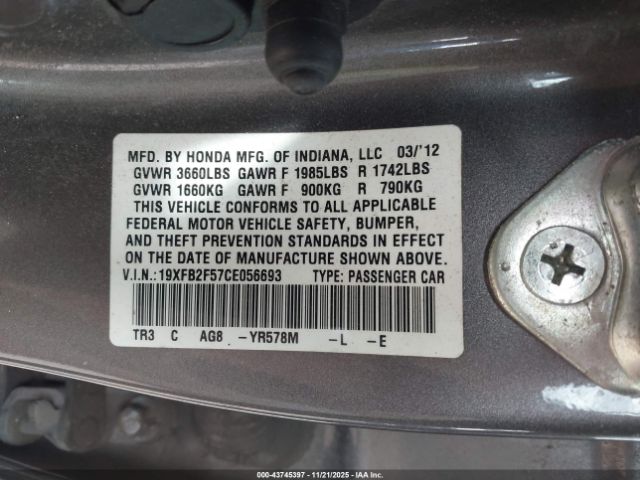 MFD. BY HONDA MFG. OF INDIANA, LLC 03/'12
GVWR 3660LBS GAWR F 1985LBS R 1742LBS
GVWR 1660KG GAWR F 900KG R 790KG
THIS VEHICLE CONFORMS TO ALL APPLICABLE
FEDERAL MOTOR VEHICLE SAFETY, BUMPER,
AND THEFT PREVENTION STANDARDS IN EFFECT
ON THE DATE OF MANUFACTURE SHOWN ABOVE.
V.I.N.:19XFB2F57CE056693 TYPE: PASSENGER CAR
TR3 C AG8 -YR578M -L -E
000-43745397 - 11/21/2025 - IAAI.COM